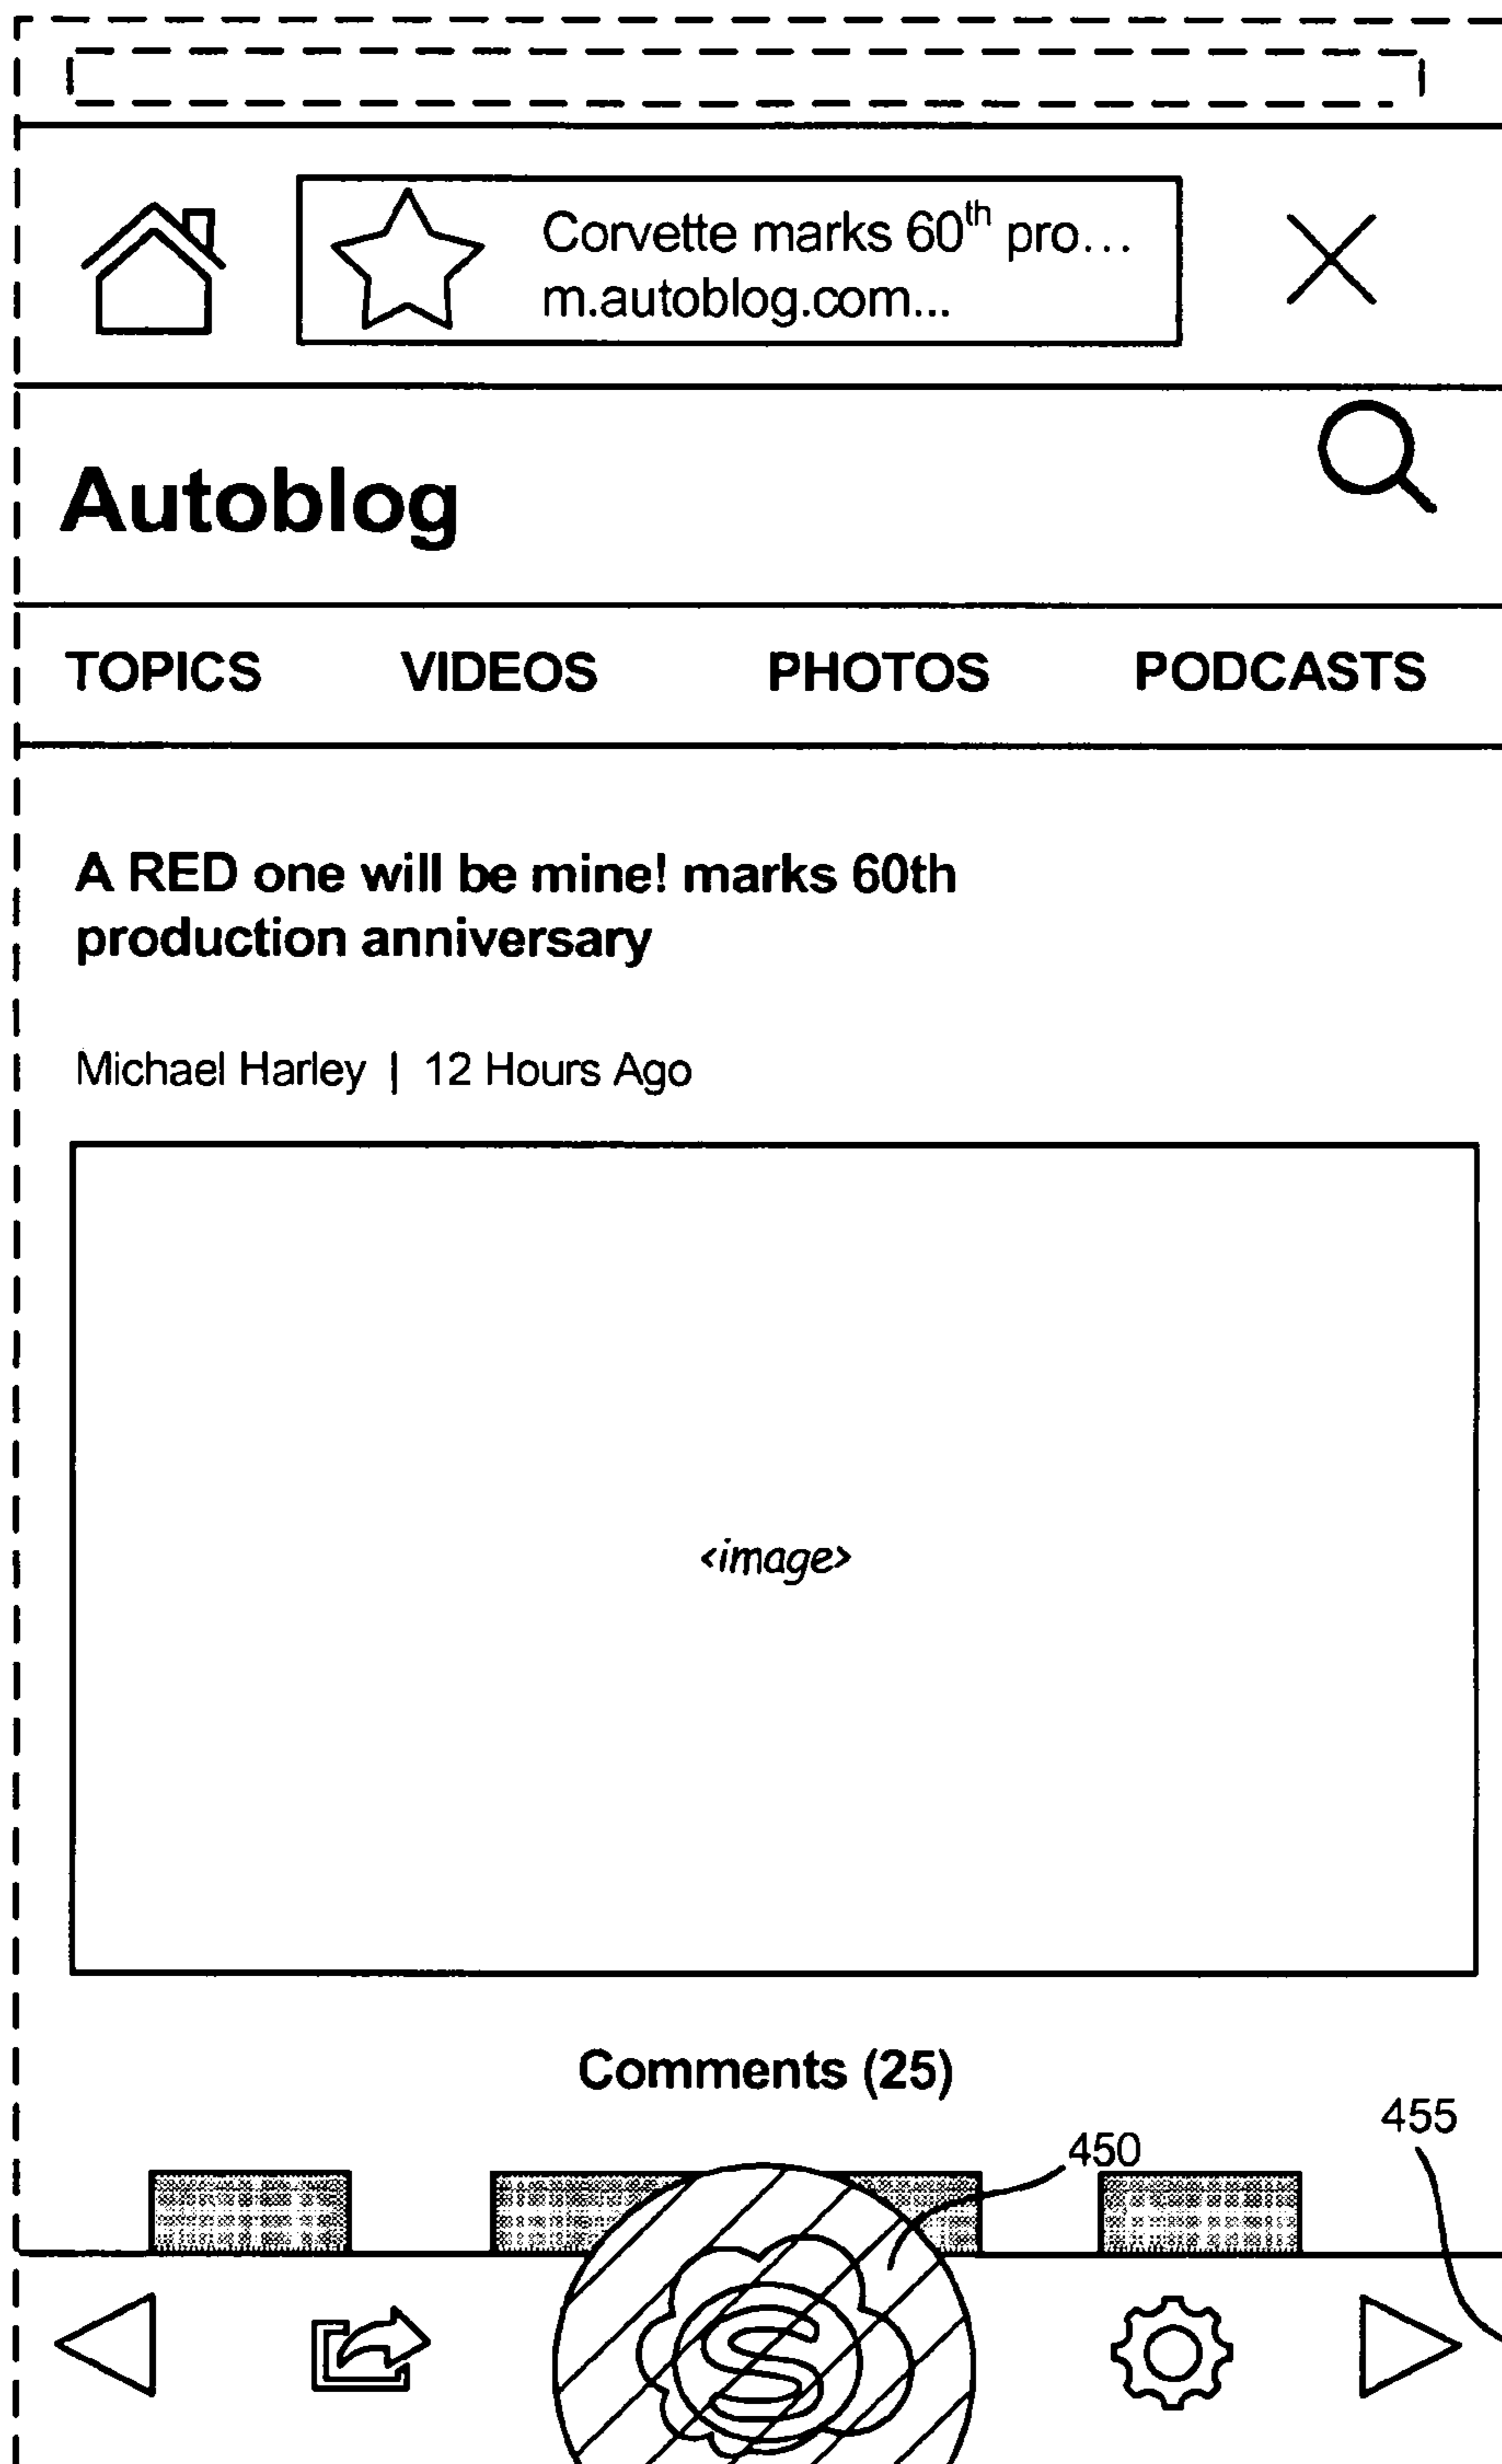 Corvette marks 60th pro...
m.autoblog.com...
Autoblog
TOPICS VIDEOS PHOTOS PODCASTS
A RED one will be mine! marks 60th
production anniversary
Michael Harley | 12 Hours Ago
<image>
Comments (25)
455
450
S